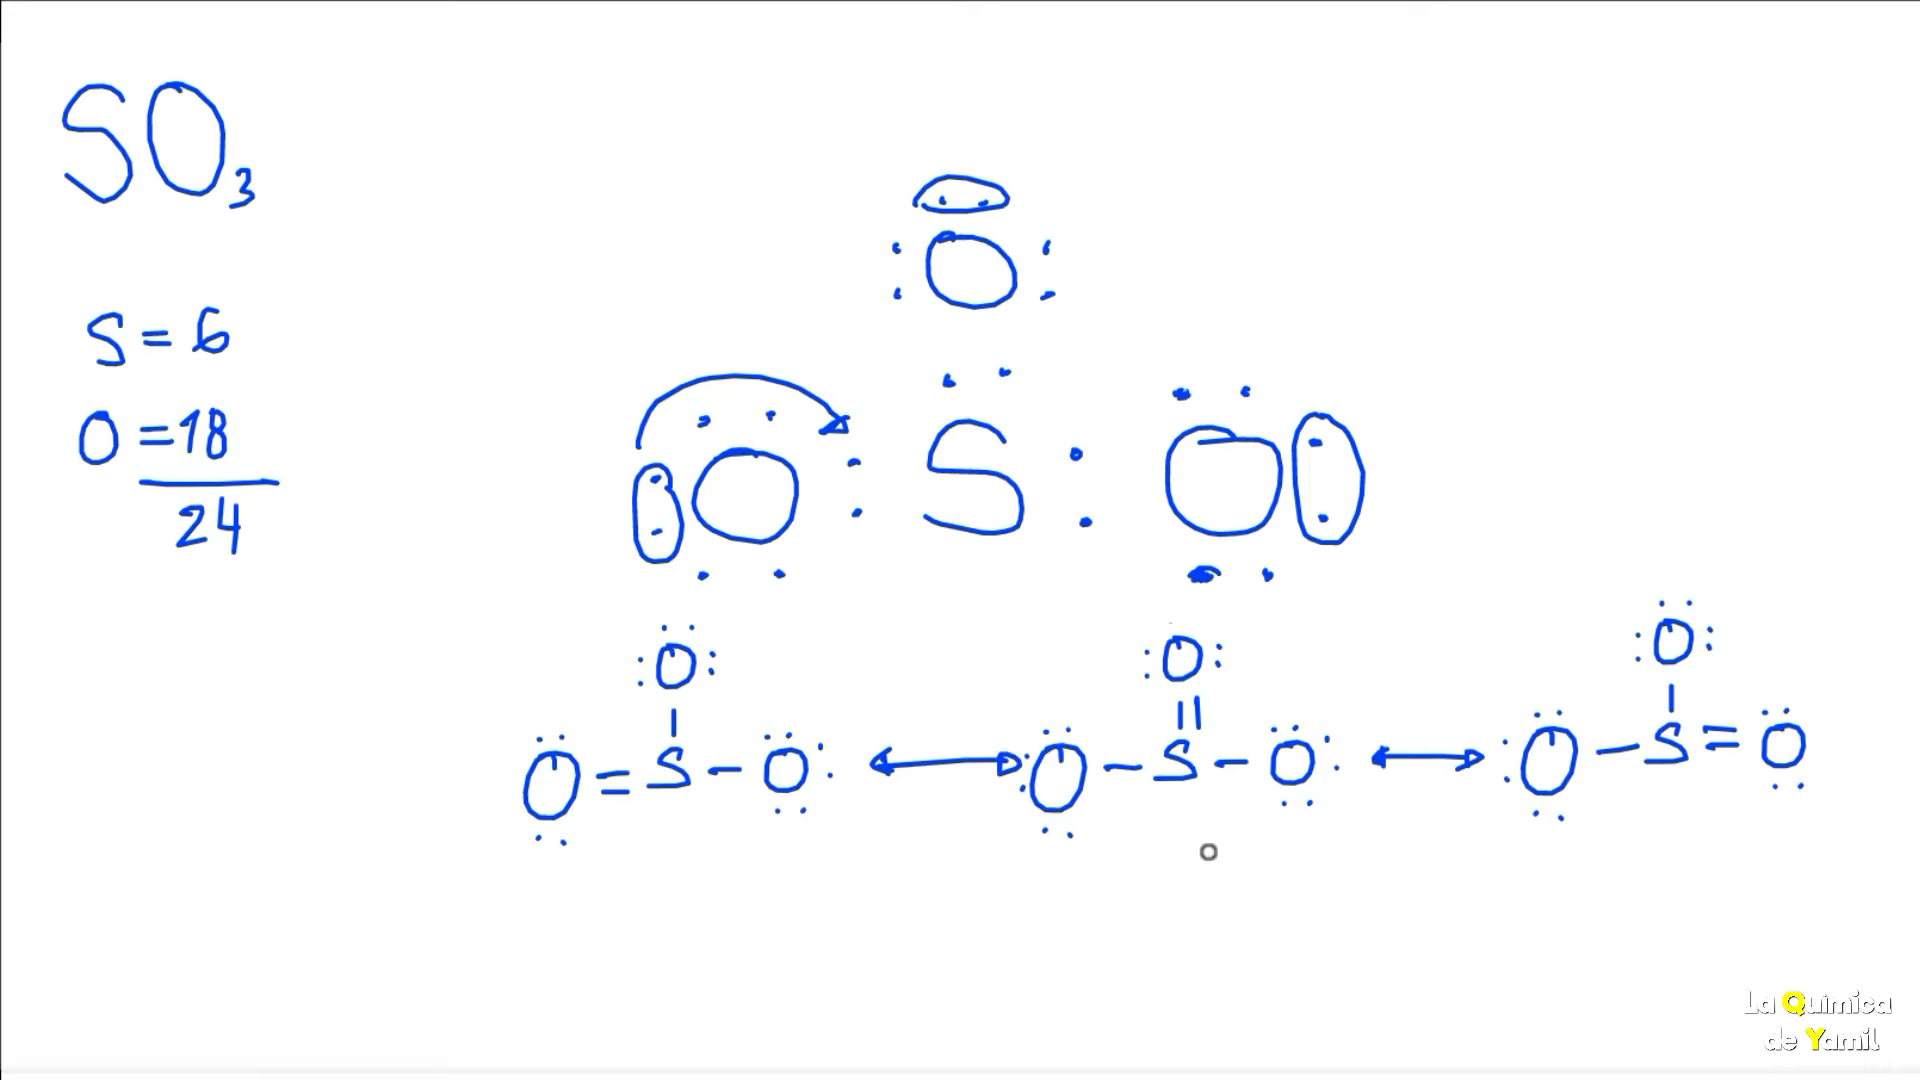 SO₃
S = 6
O = 18
24
O
O : S : O
O O O
O = S - O ↔ O - S - O ↔ O - S = O
La Química
de Yamil